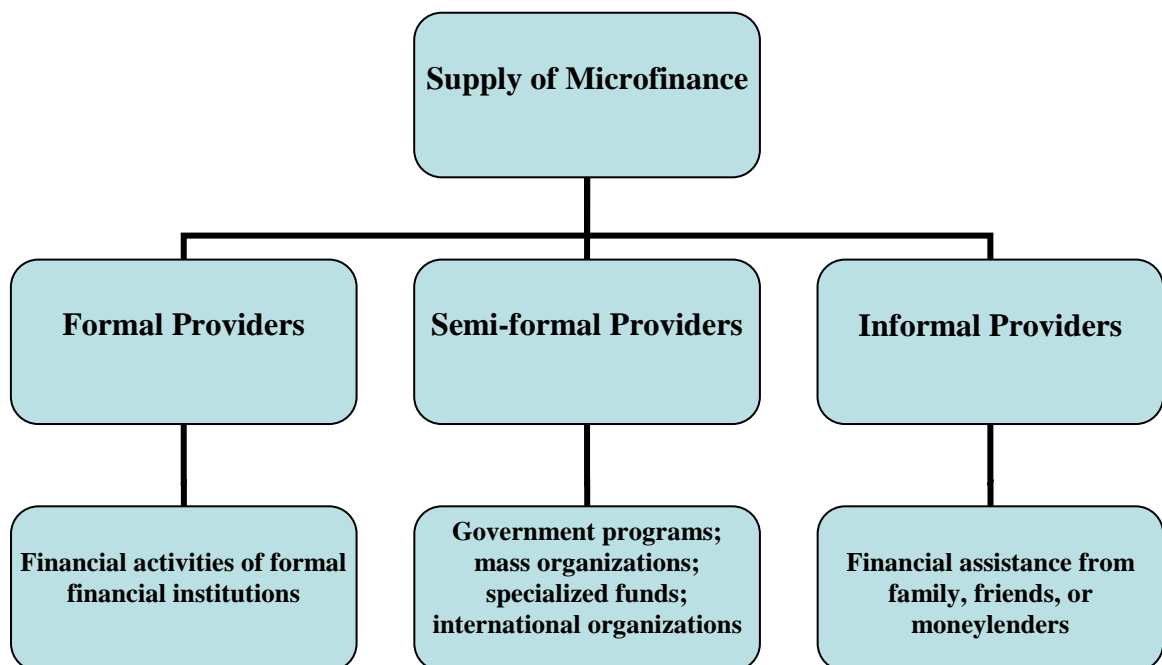 Supply of Microfinance
Formal Providers
Semi-formal Providers
Informal Providers
Financial activities of formal
financial institutions
Government programs;
mass organizations;
specialized funds;
international organizations
Financial assistance from
family, friends, or
moneylenders